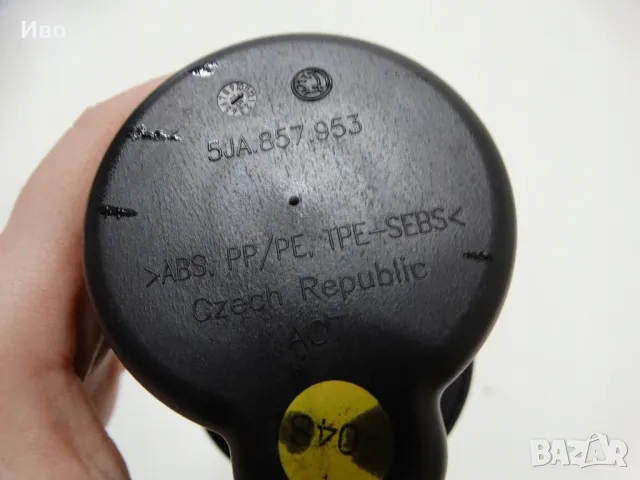 Иво
5JA.857.953
>ABS, PP/PE, TPE-SEBS<
Czech Republic
048
BAZAR